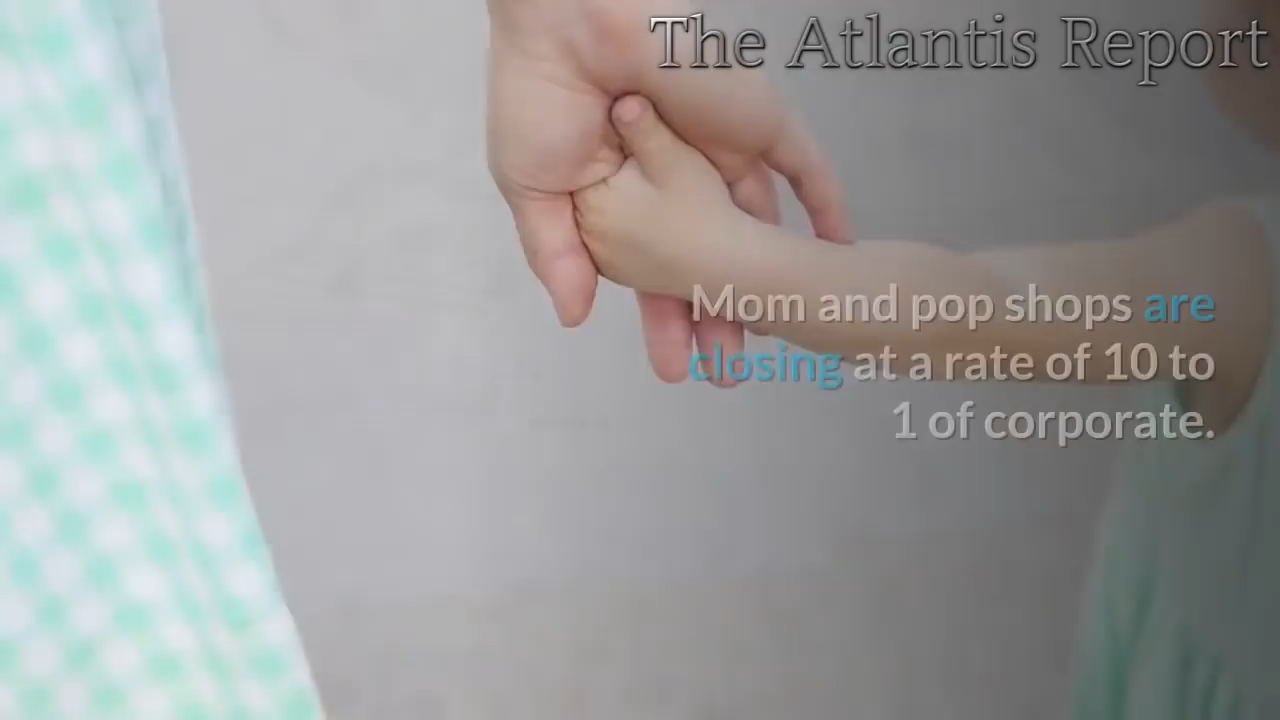 The Atlantis Report
Mom and pop shops are
closing at a rate of 10 to
1 of corporate.